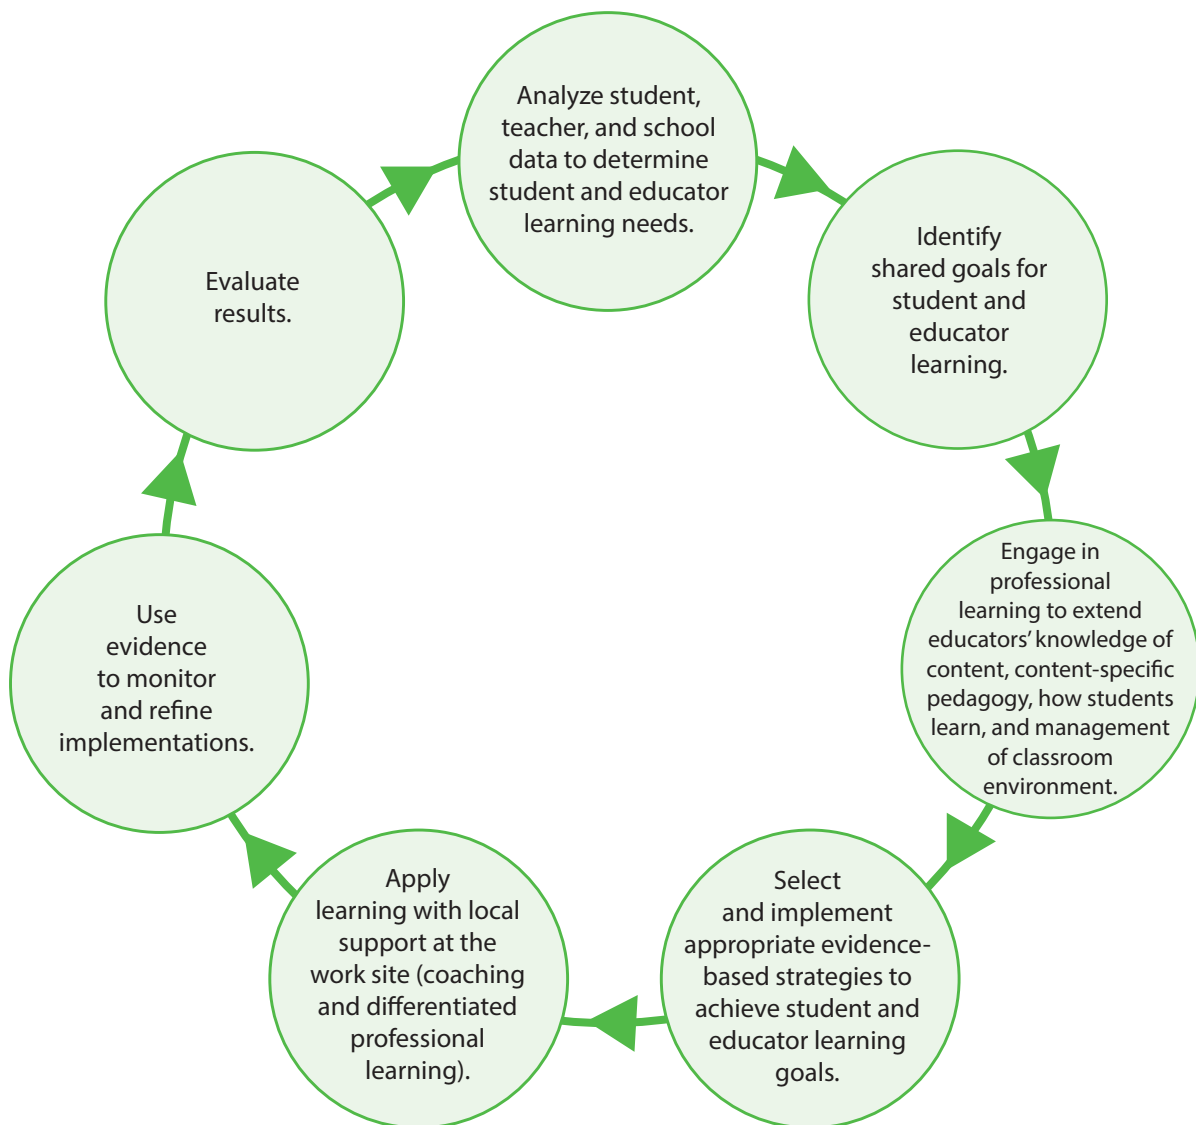 Analyze student,
teacher, and school
data to determine
student and educator
learning needs.
Identify
shared goals for
student and
educator
learning.
Engage in
professional
learning to extend
educators’ knowledge of
content, content-specific
pedagogy, how students
learn, and management
of classroom
environment.
Select
and implement
appropriate evidence-
based strategies to
achieve student and
educator learning
goals.
Apply
learning with local
support at the
work site (coaching
and differentiated
professional
learning).
Use
evidence
to monitor
and refine
implementations.
Evaluate
results.